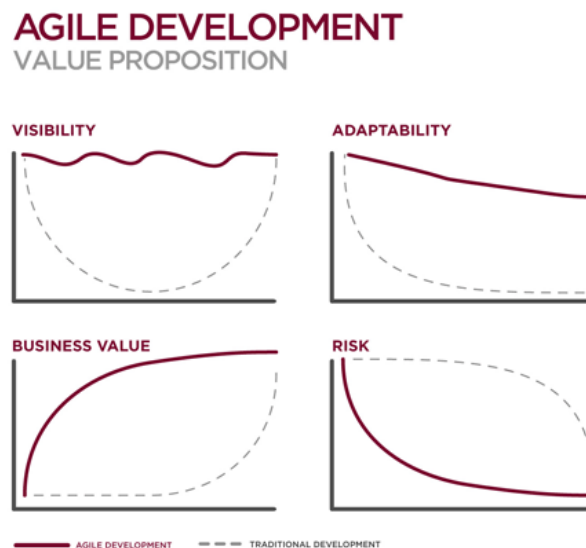 AGILE DEVELOPMENT
VALUE PROPOSITION
VISIBILITY
ADAPTABILITY
BUSINESS VALUE
RISK
AGILE DEVELOPMENT
TRADITIONAL DEVELOPMENT